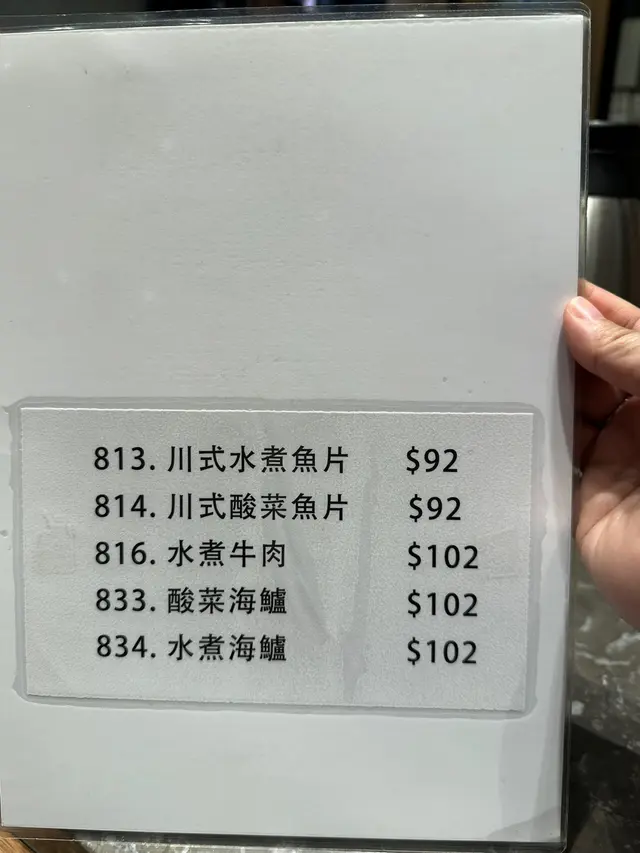 813. 川式水煮魚片 $92
814. 川式酸菜魚片 $92
816. 水煮牛肉 $102
833. 酸菜海鱸 $102
834. 水煮海鱸 $102